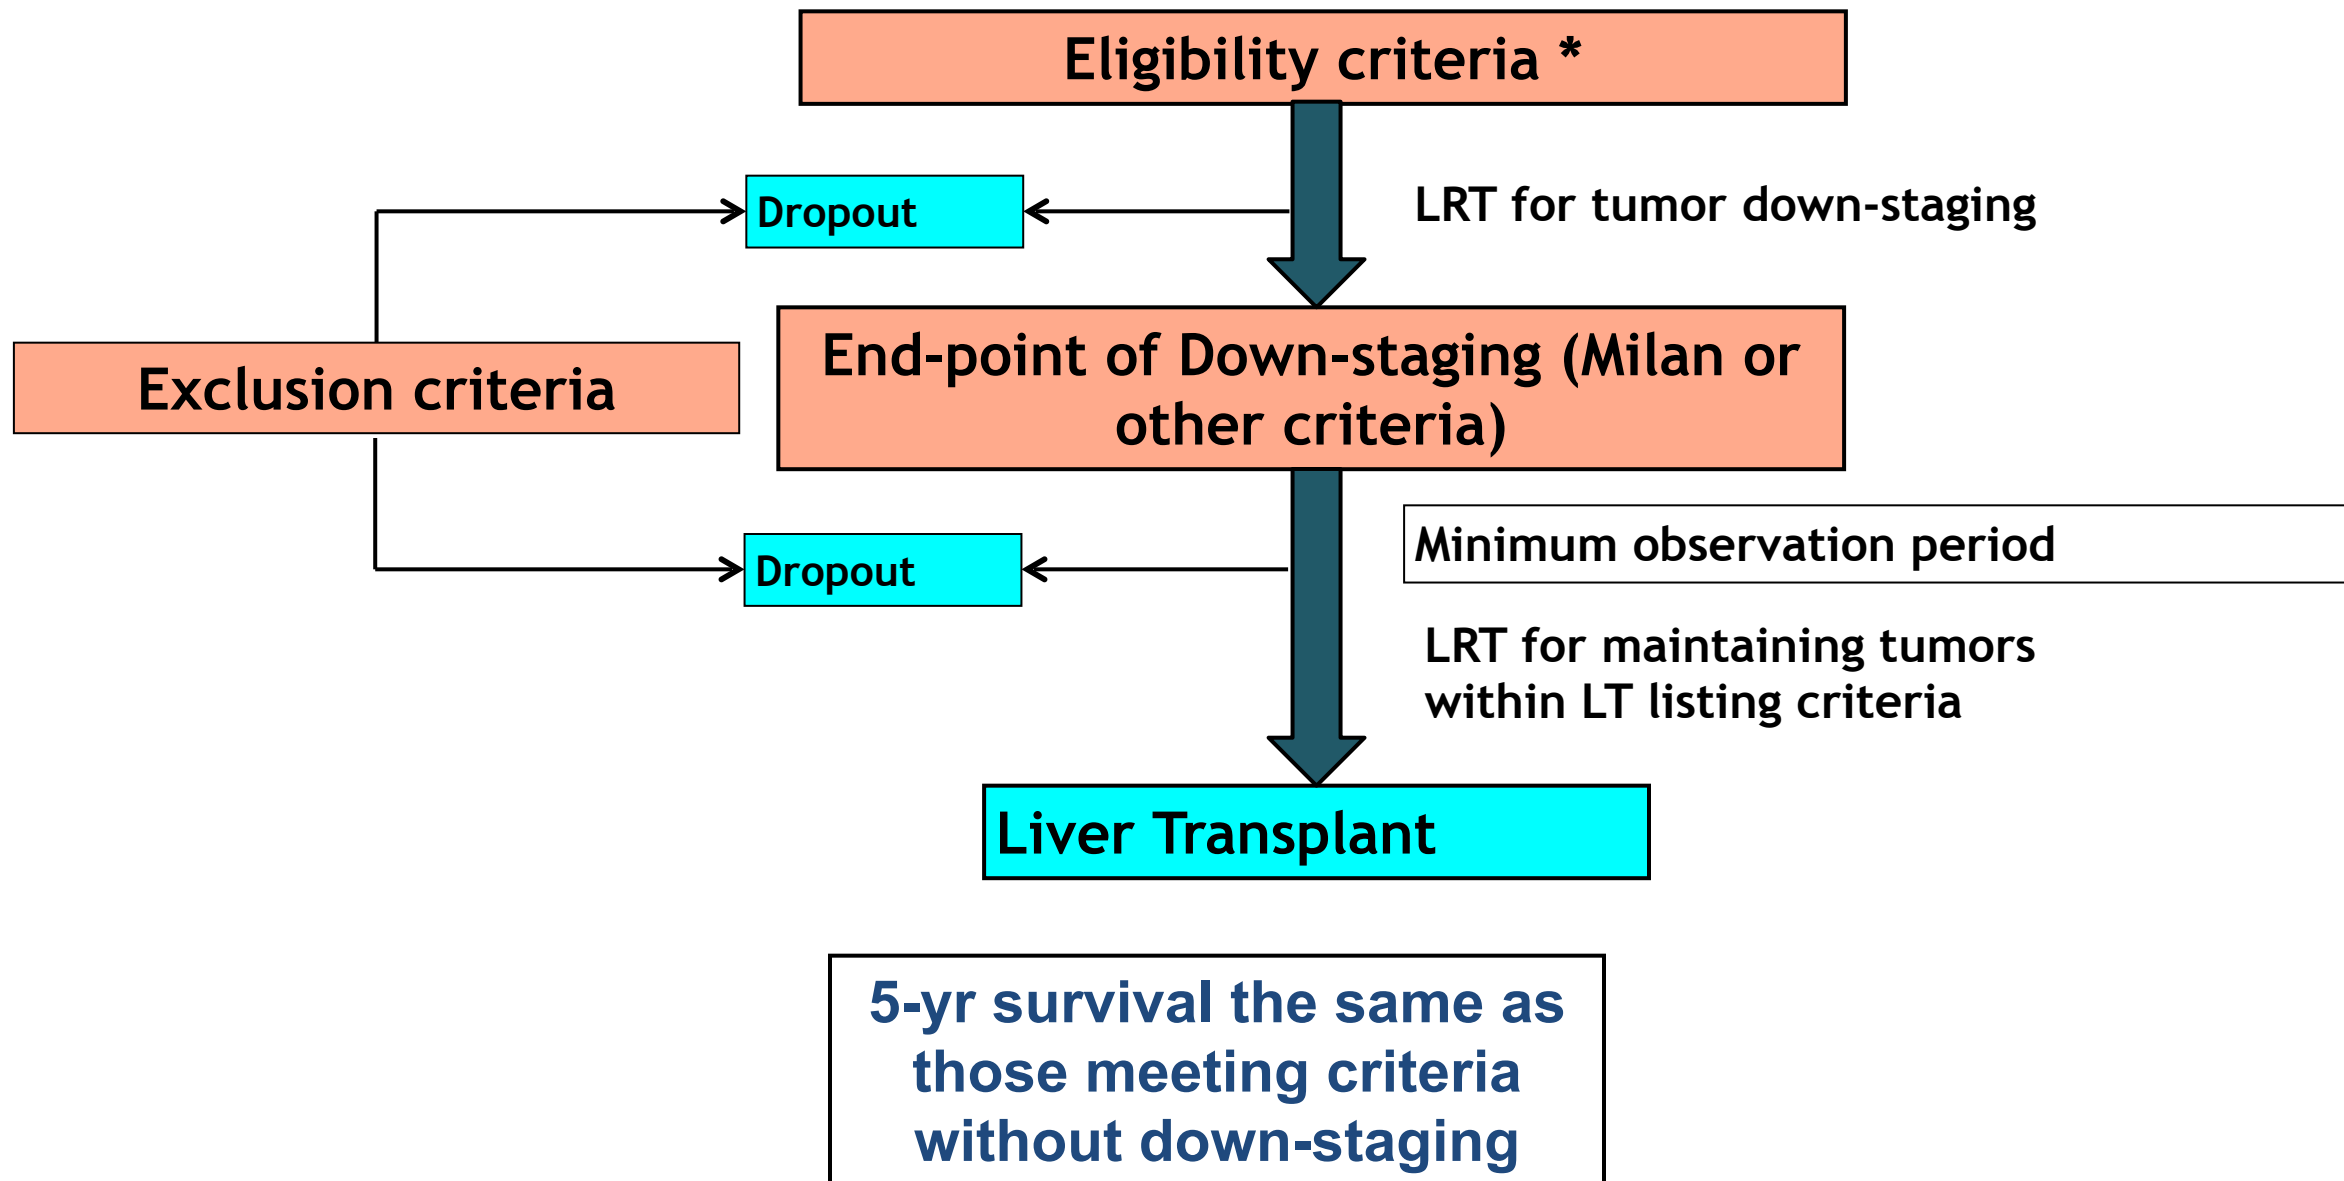 Eligibility criteria *
Dropout
LRT for tumor down-staging
End-point of Down-staging (Milan or
other criteria)
Exclusion criteria
Minimum observation period
Dropout
LRT for maintaining tumors
within LT listing criteria
Liver Transplant
5-yr survival the same as
those meeting criteria
without down-staging